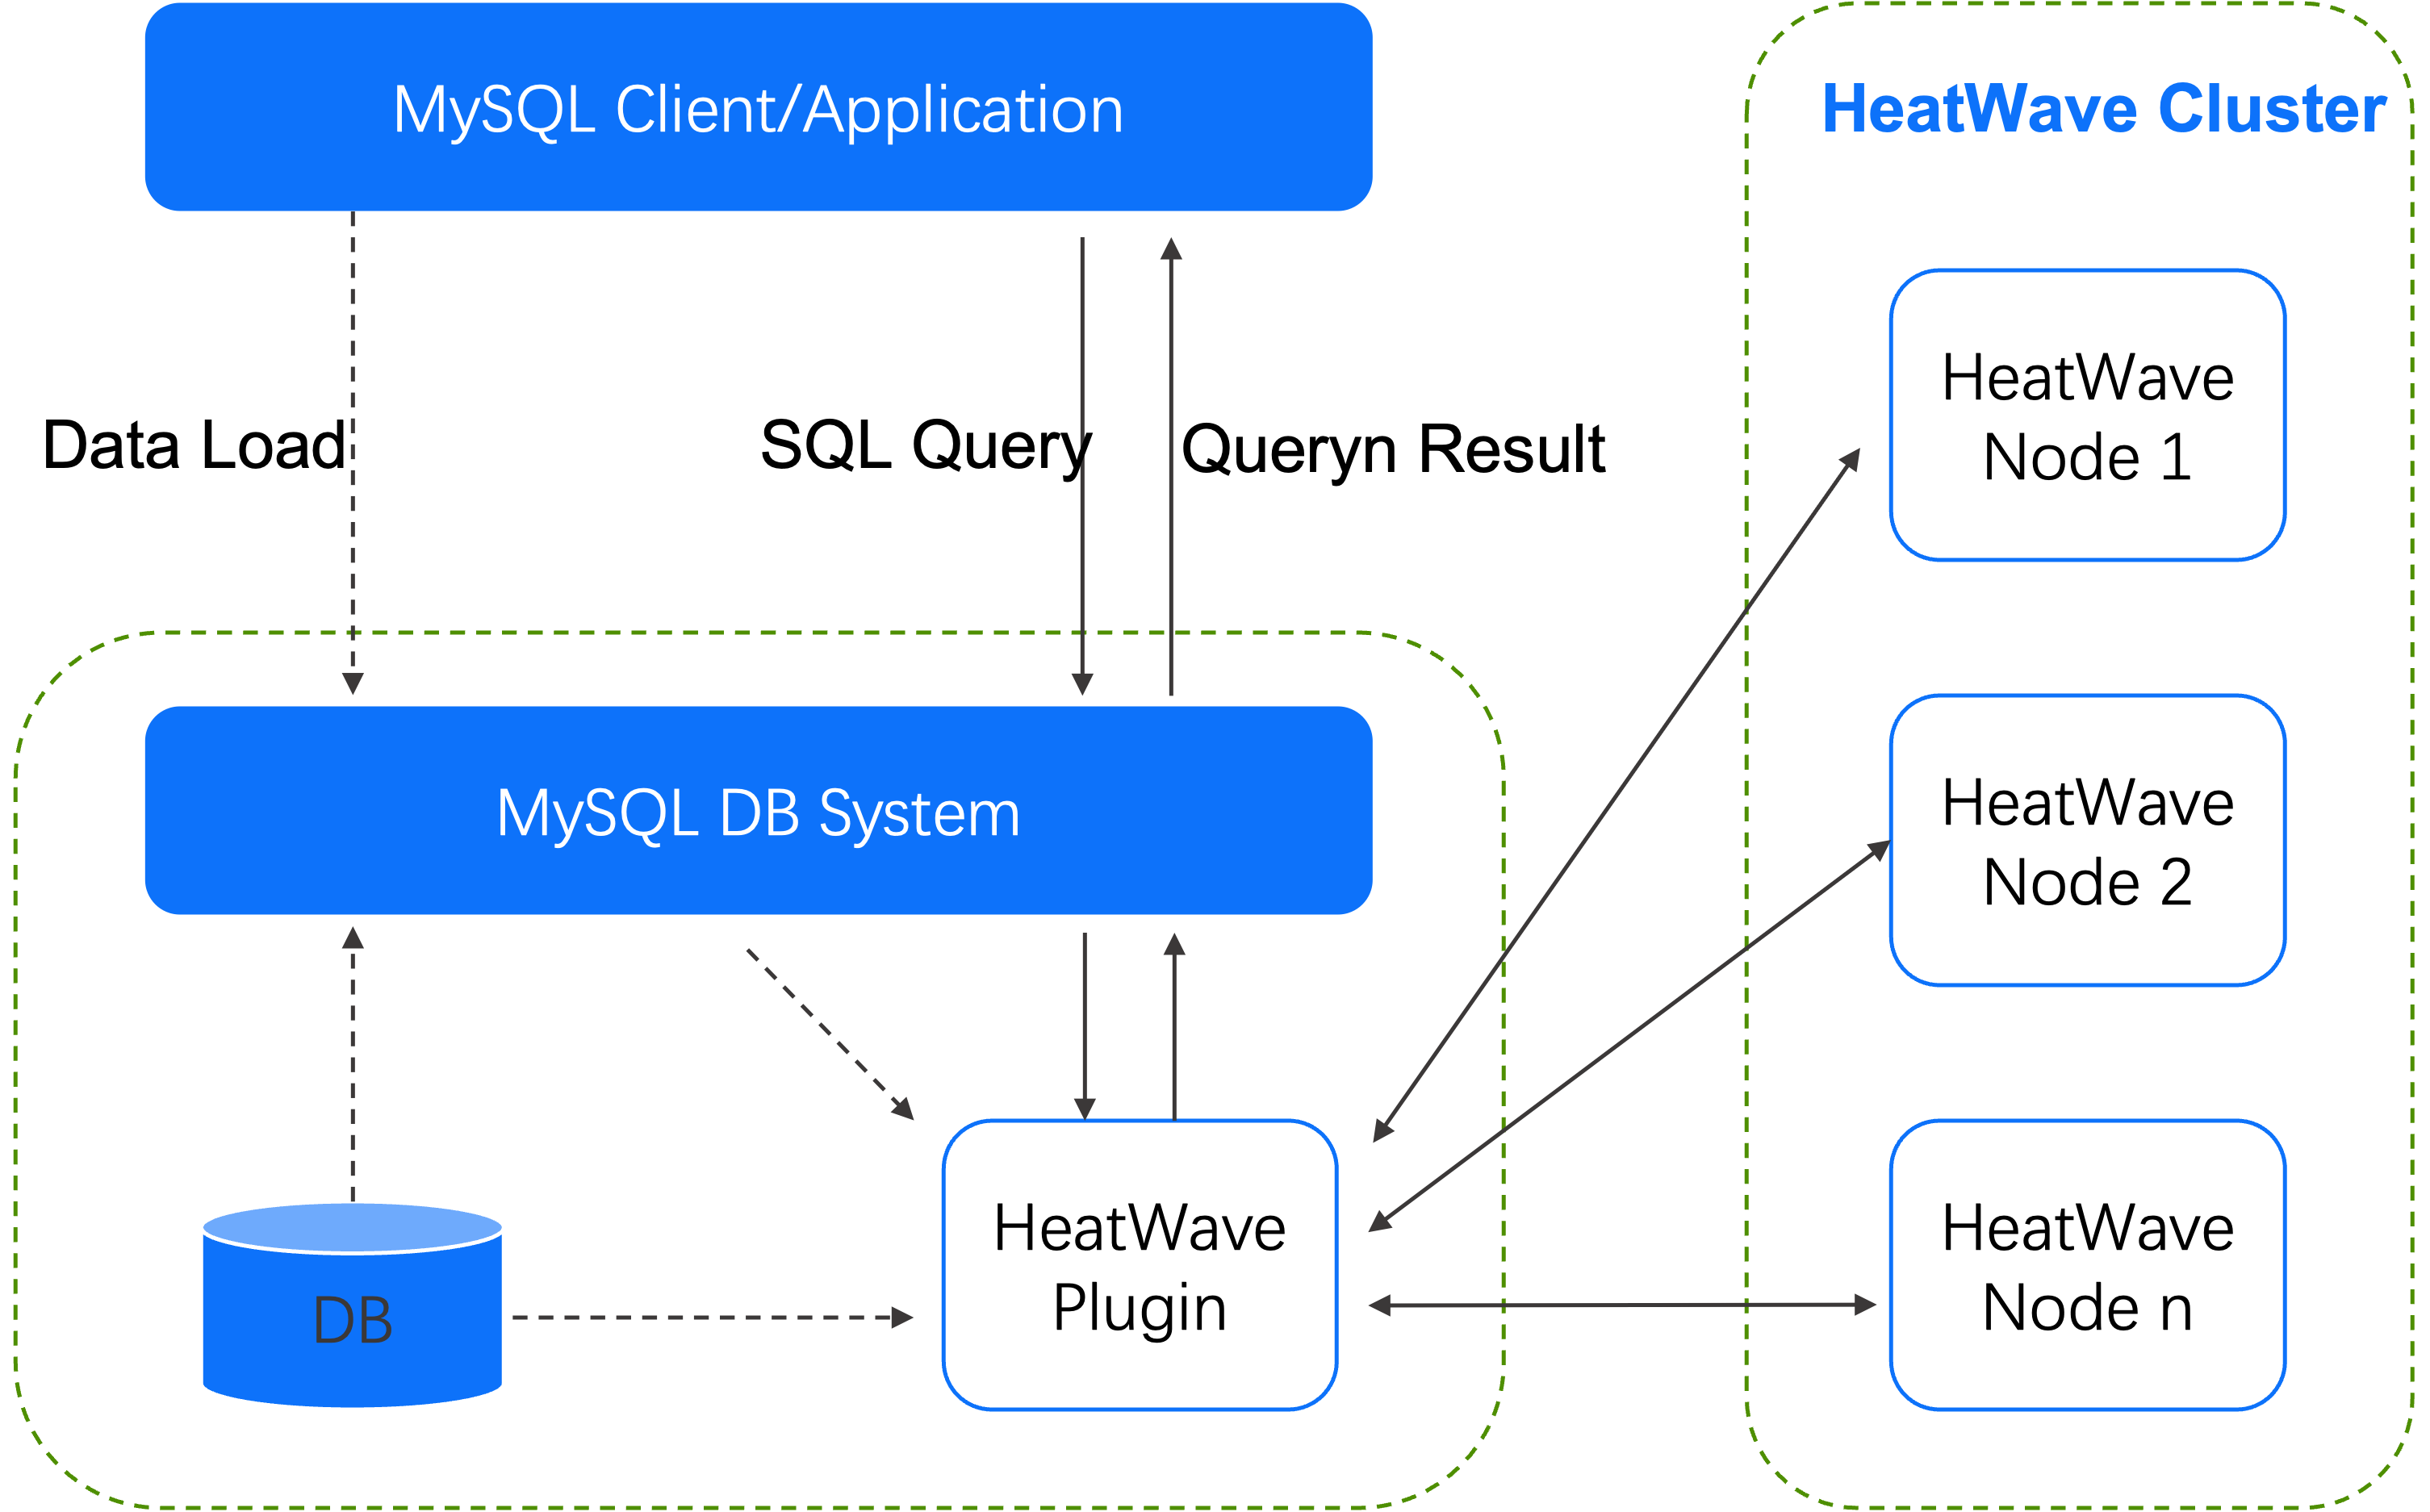 MySQL Client/Application
HeatWave Cluster
Data Load
SQL Query
Queryn Result
HeatWave
Node 1
MySQL DB System
HeatWave
Node 2
DB
HeatWave
Plugin
HeatWave
Node n